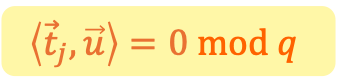 ⟨t⃗ⱼ, u⃗⟩ = 0 mod q